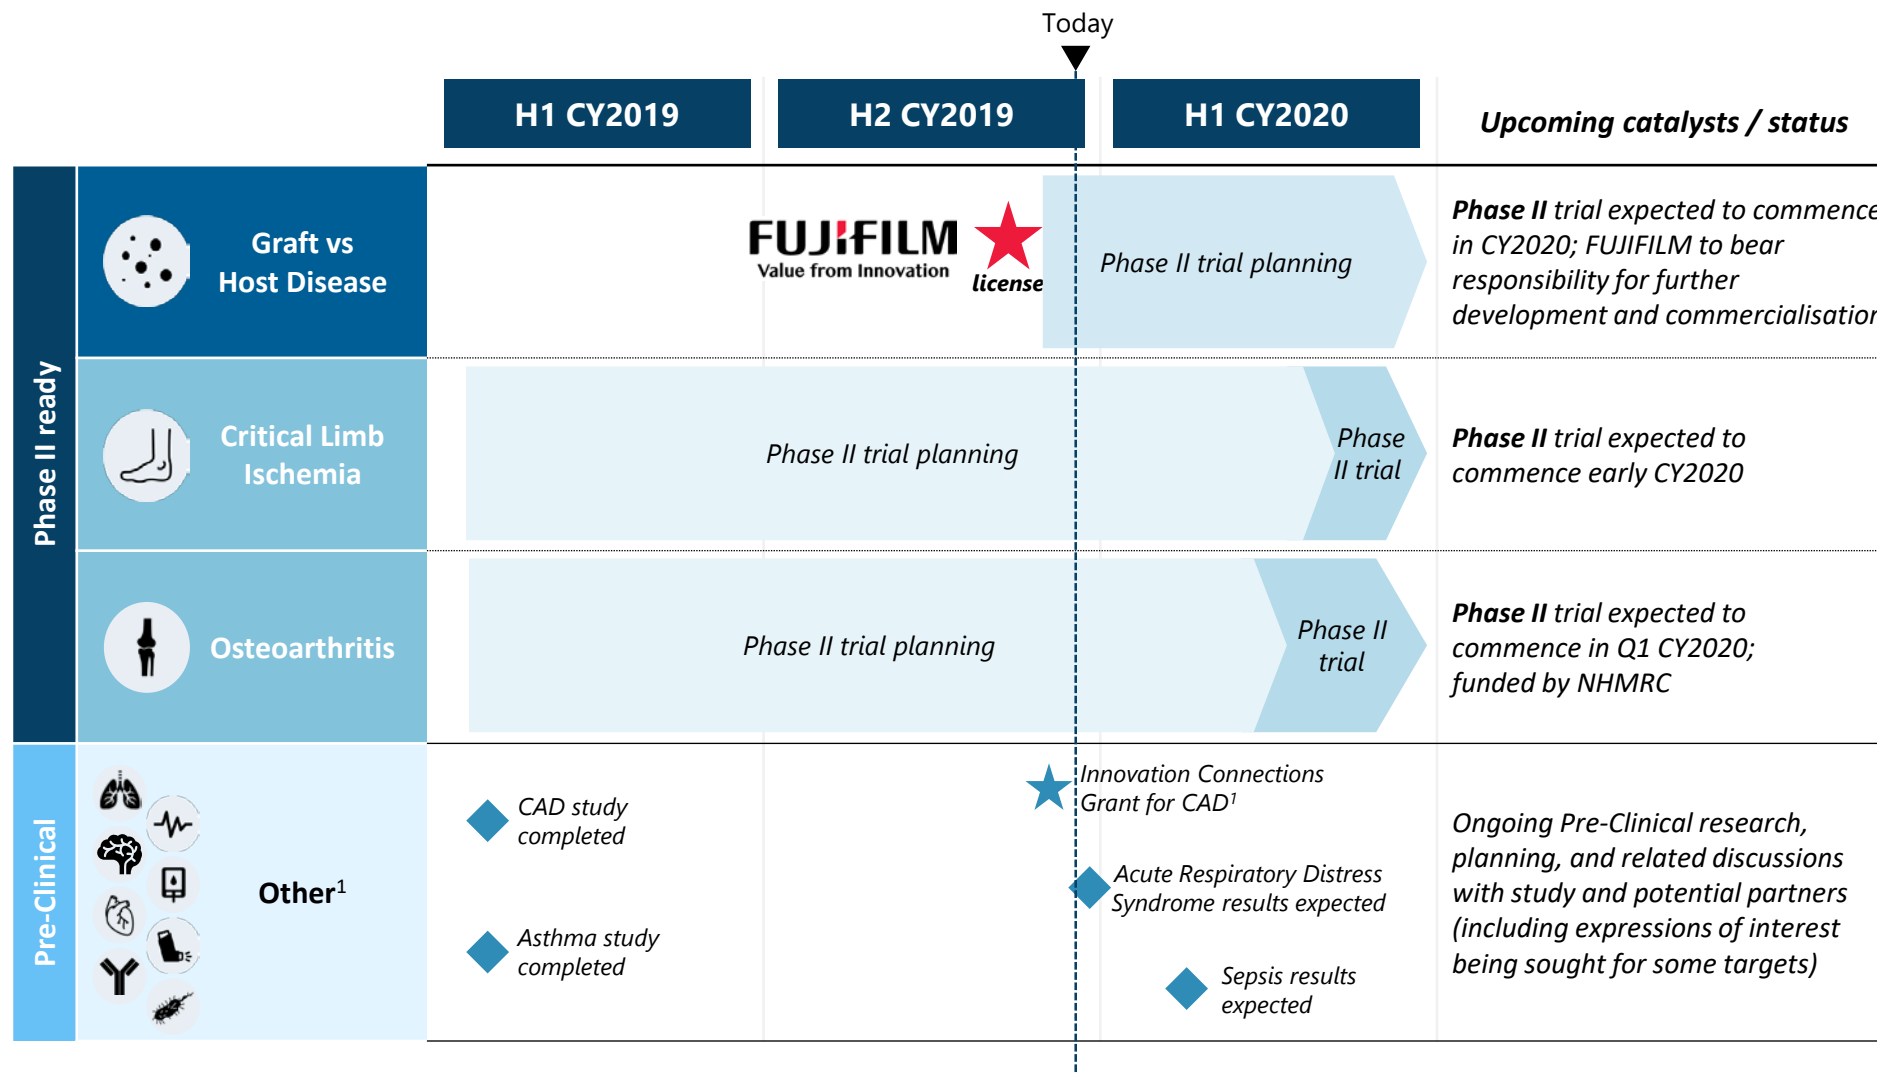 Today
H1 CY2019
H2 CY2019
H1 CY2020
Upcoming catalysts / status
Phase II ready
Graft vs
Host Disease
FUJIFILM
Value from Innovation
license
Phase II trial planning
Phase II trial expected to commence
in CY2020; FUJIFILM to bear
responsibility for further
development and commercialisation
Critical Limb
Ischemia
Phase II trial planning
Phase
II trial
Phase II trial expected to
commence early CY2020
Osteoarthritis
Phase II trial planning
Phase II
trial
Phase II trial expected to
commence in Q1 CY2020;
funded by NHMRC
Pre-Clinical
Other1
CAD study
completed
Asthma study
completed
Innovation Connections
Grant for CAD1
Acute Respiratory Distress
Syndrome results expected
Sepsis results
expected
Ongoing Pre-Clinical research,
planning, and related discussions
with study and potential partners
(including expressions of interest
being sought for some targets)